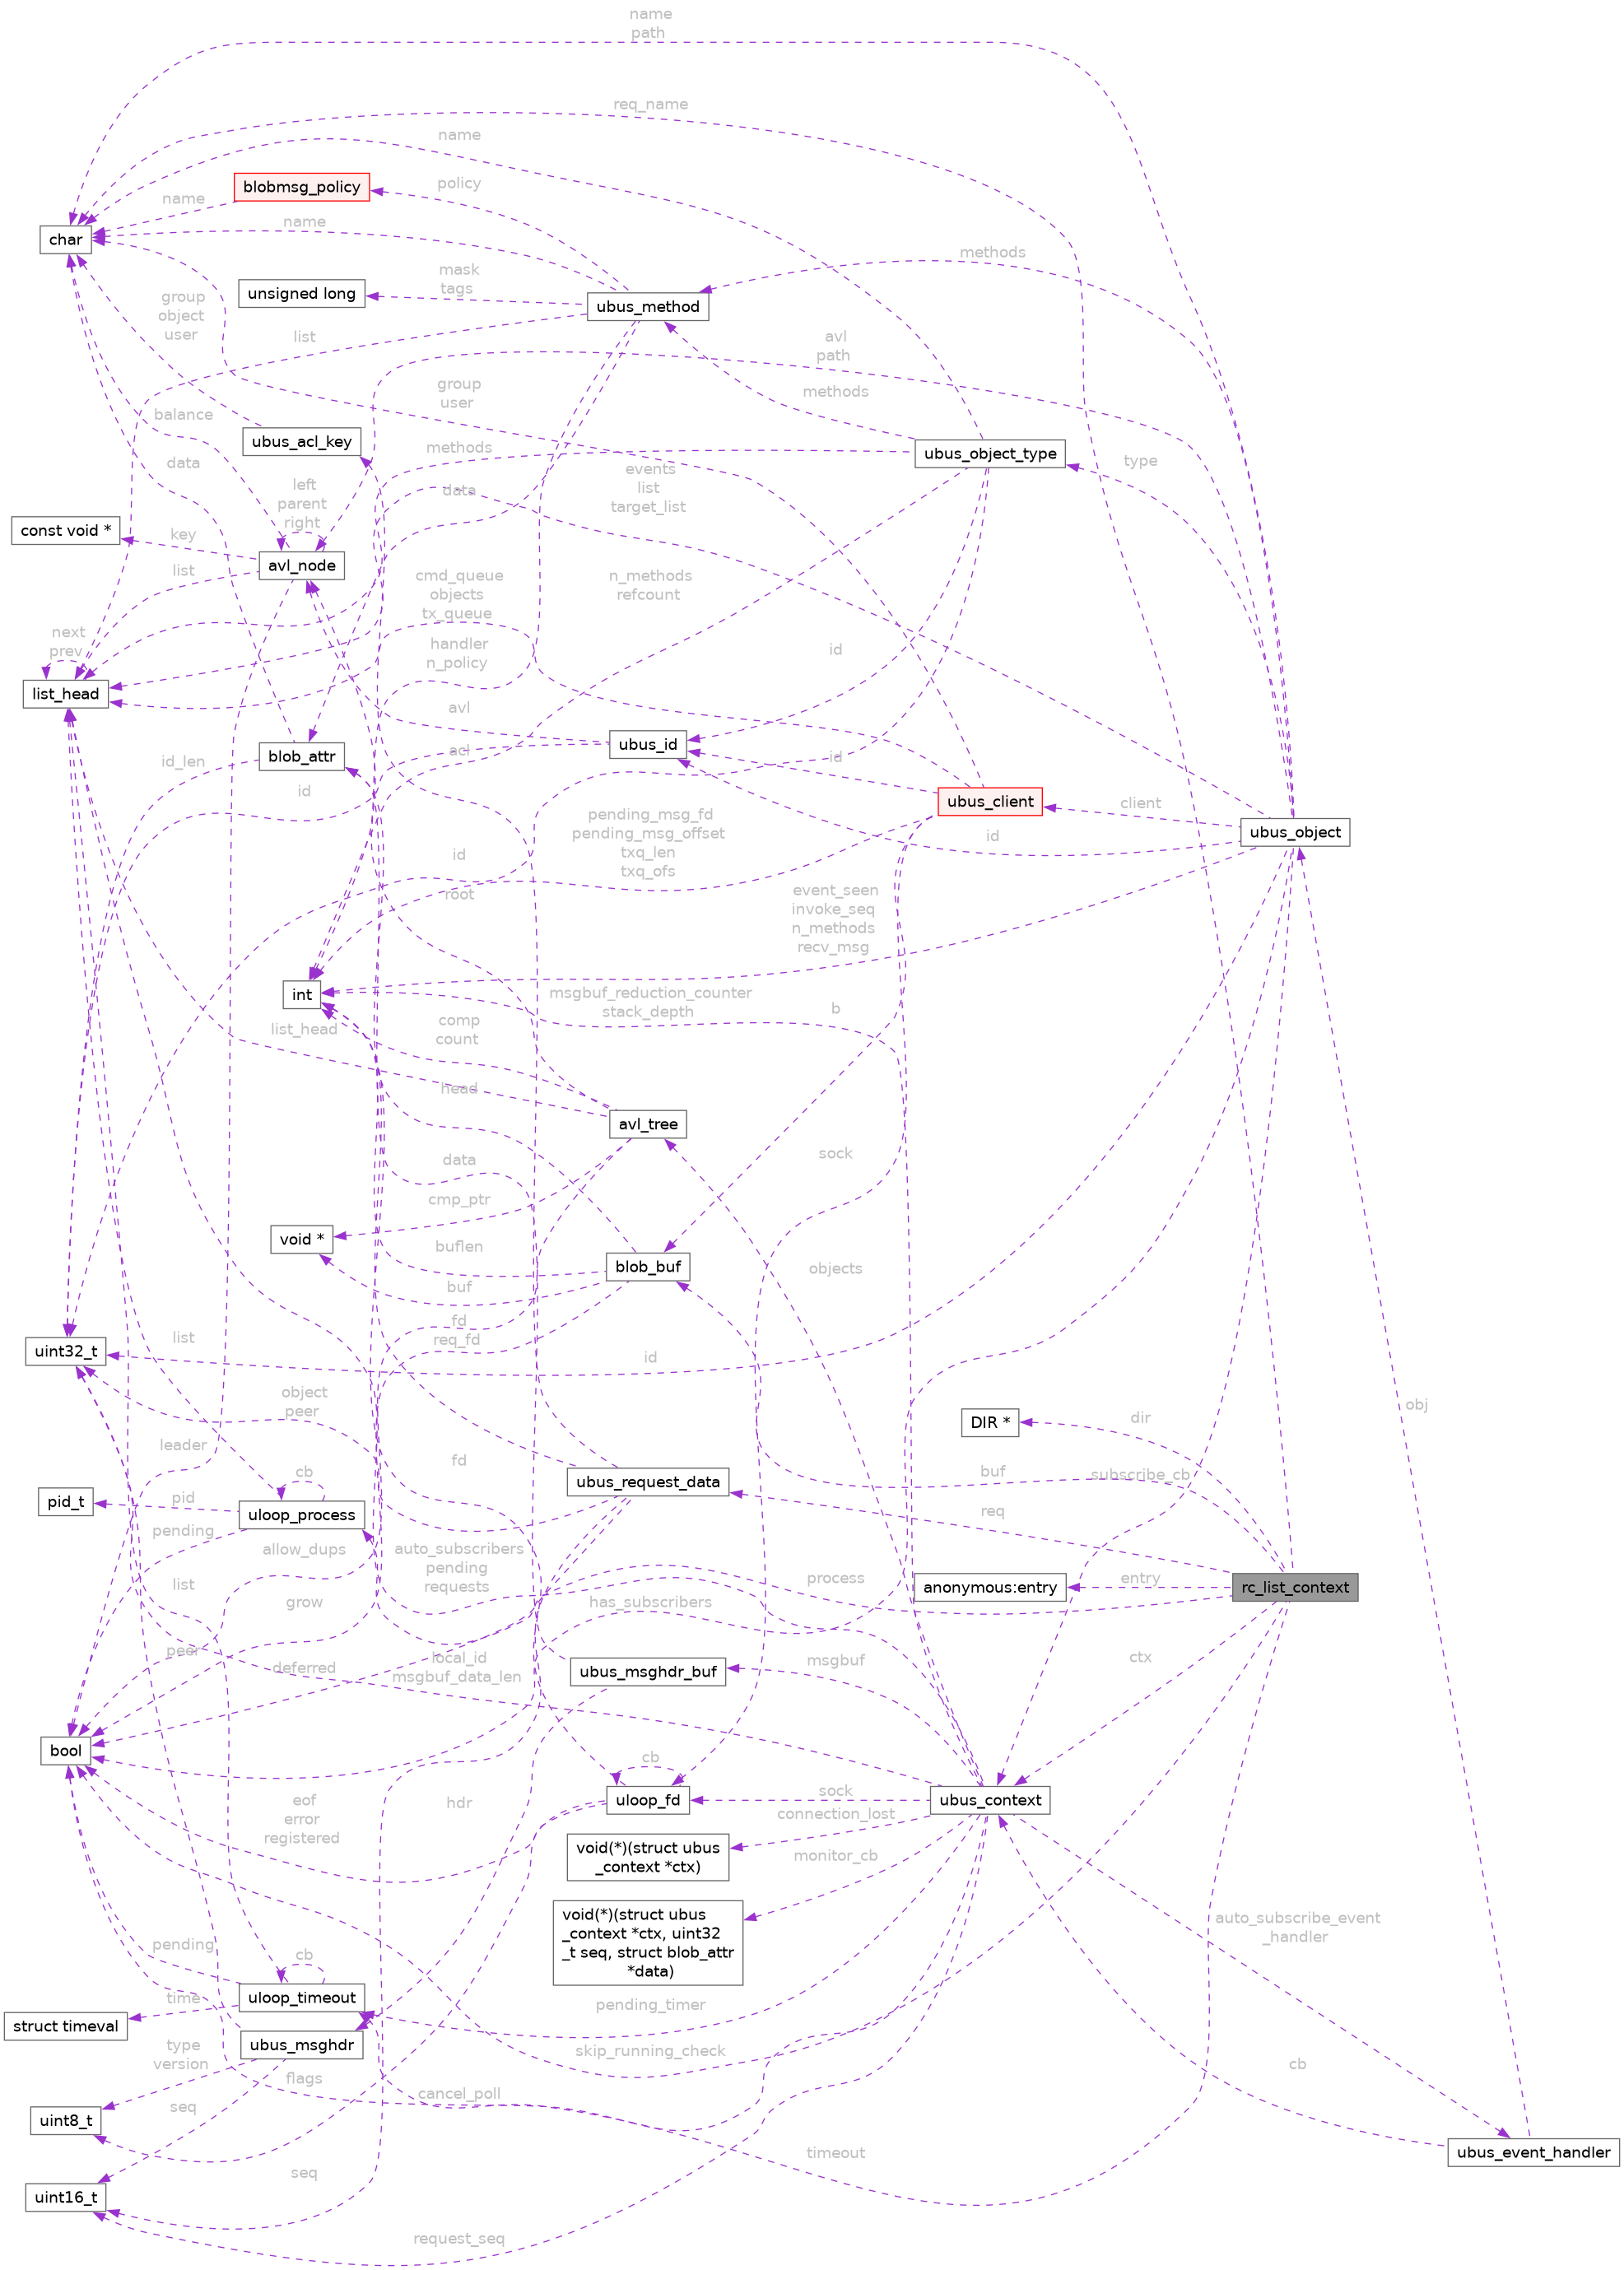 name
path
req_name
name
policy
blobmsg_policy
name
name
char
methods
mask
tags
unsigned long
ubus_method
group
object
user
list
avl
path
group
user
methods
balance
ubus_acl_key
methods
ubus_object_type
type
data
data
events
list
target_list
left
parent
right
const void *
key
avl_node
list
cmd_queue
objects
tx_queue
n_methods
refcount
next
prev
handler
n_policy
id
list_head
avl
acl
ubus_id
id
id_len
blob_attr
id
ubus_client
client
ubus_object
pending_msg_fd
pending_msg_offset
txq_len
txq_ofs
id
id
root
event_seen
invoke_seq
n_methods
recv_msg
int
msgbuf_reduction_counter
stack_depth
b
comp
count
list_head
head
avl_tree
data
sock
cmp_ptr
void *
buflen
blob_buf
objects
buf
fd
req_fd
list
uint32_t
id
object
peer
obj
DIR *
dir
leader
fd
cb
ubus_request_data
buf
subscribe_cb
pid_t
pid
uloop_process
req
pending
allow_dups
auto_subscribers
pending
requests
process
anonymous:entry
entry
rc_list_context
list
grow
has_subscribers
peer
deferred
local_id
msgbuf_data_len
ubus_msghdr_buf
msgbuf
ctx
bool
cb
uloop_fd
sock
ubus_context
eof
error
registered
hdr
connection_lost
void(*)(struct ubus
_context *ctx)
monitor_cb
void(*)(struct ubus
_context *ctx, uint32
_t seq, struct blob_attr
*data)
auto_subscribe_event
_handler
pending
cb
uloop_timeout
time
struct timeval
pending_timer
ubus_msghdr
type
version
skip_running_check
cb
flags
cancel_poll
seq
uint8_t
timeout
ubus_event_handler
seq
uint16_t
request_seq